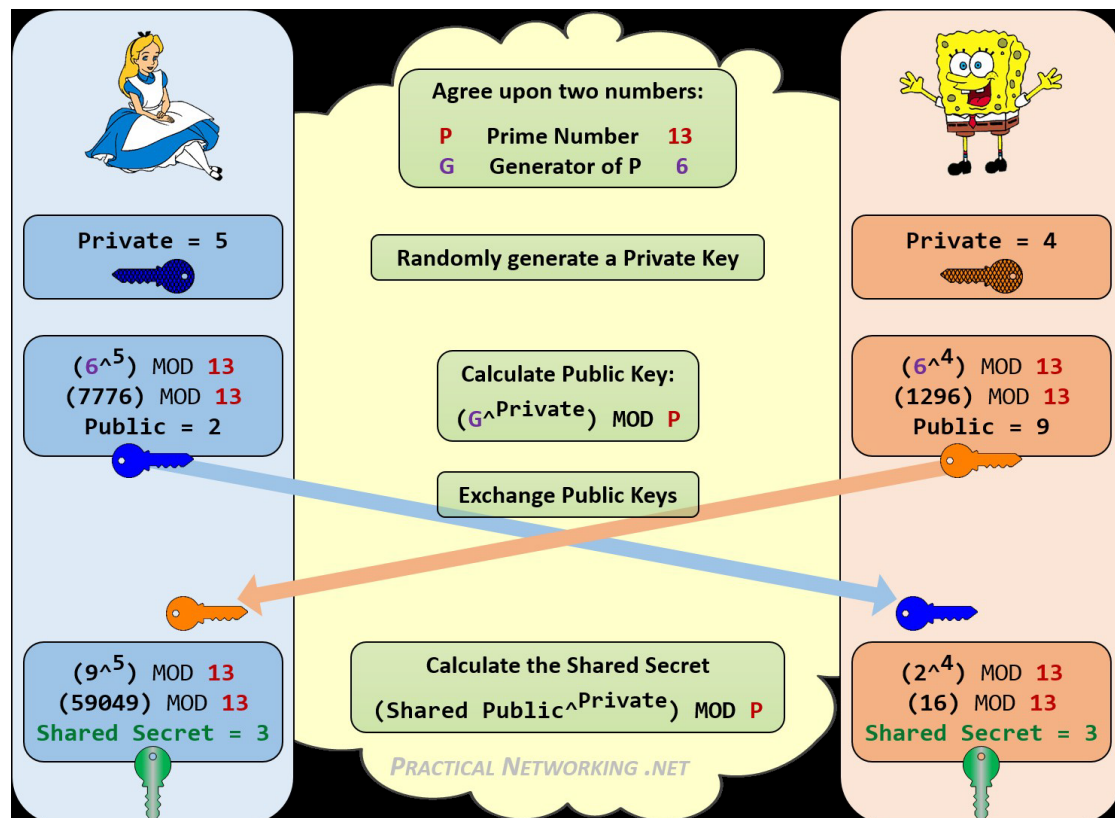 Agree upon two numbers:
P Prime Number 13
G Generator of P 6
Private = 5
Randomly generate a Private Key
Private = 4
(6^5) MOD 13
(7776) MOD 13
Public = 2
Calculate Public Key:
(G^Private) MOD P
(6^4) MOD 13
(1296) MOD 13
Public = 9
Exchange Public Keys
(9^5) MOD 13
(59049) MOD 13
Shared Secret = 3
Calculate the Shared Secret
(Shared Public^Private) MOD P
(2^4) MOD 13
(16) MOD 13
Shared Secret = 3
PRACTICAL NETWORKING .NET